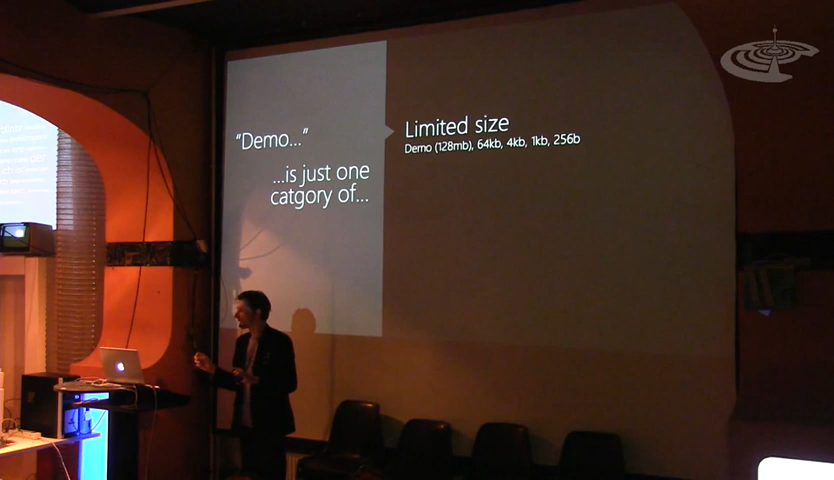 "Demo..."
...is just one
catgory of...
Limited size
Demo (128mb), 64kb, 4kb, 1kb, 256b